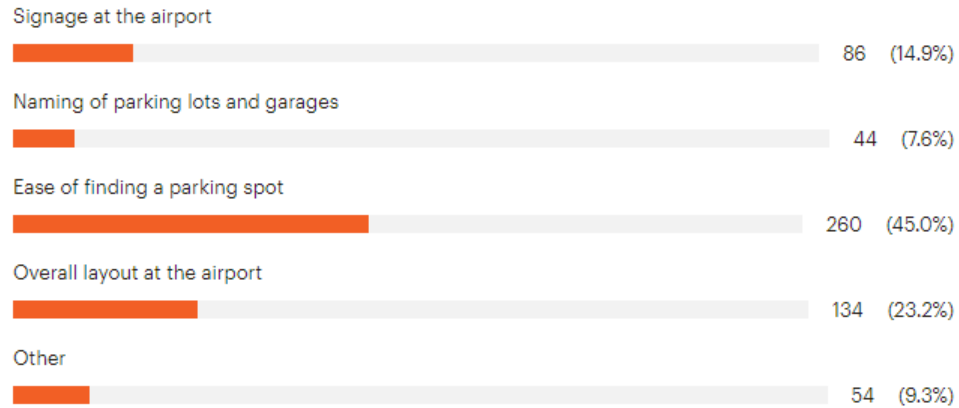 Signage at the airport
86 (14.9%)
Naming of parking lots and garages
44 (7.6%)
Ease of finding a parking spot
260 (45.0%)
Overall layout at the airport
134 (23.2%)
Other
54 (9.3%)